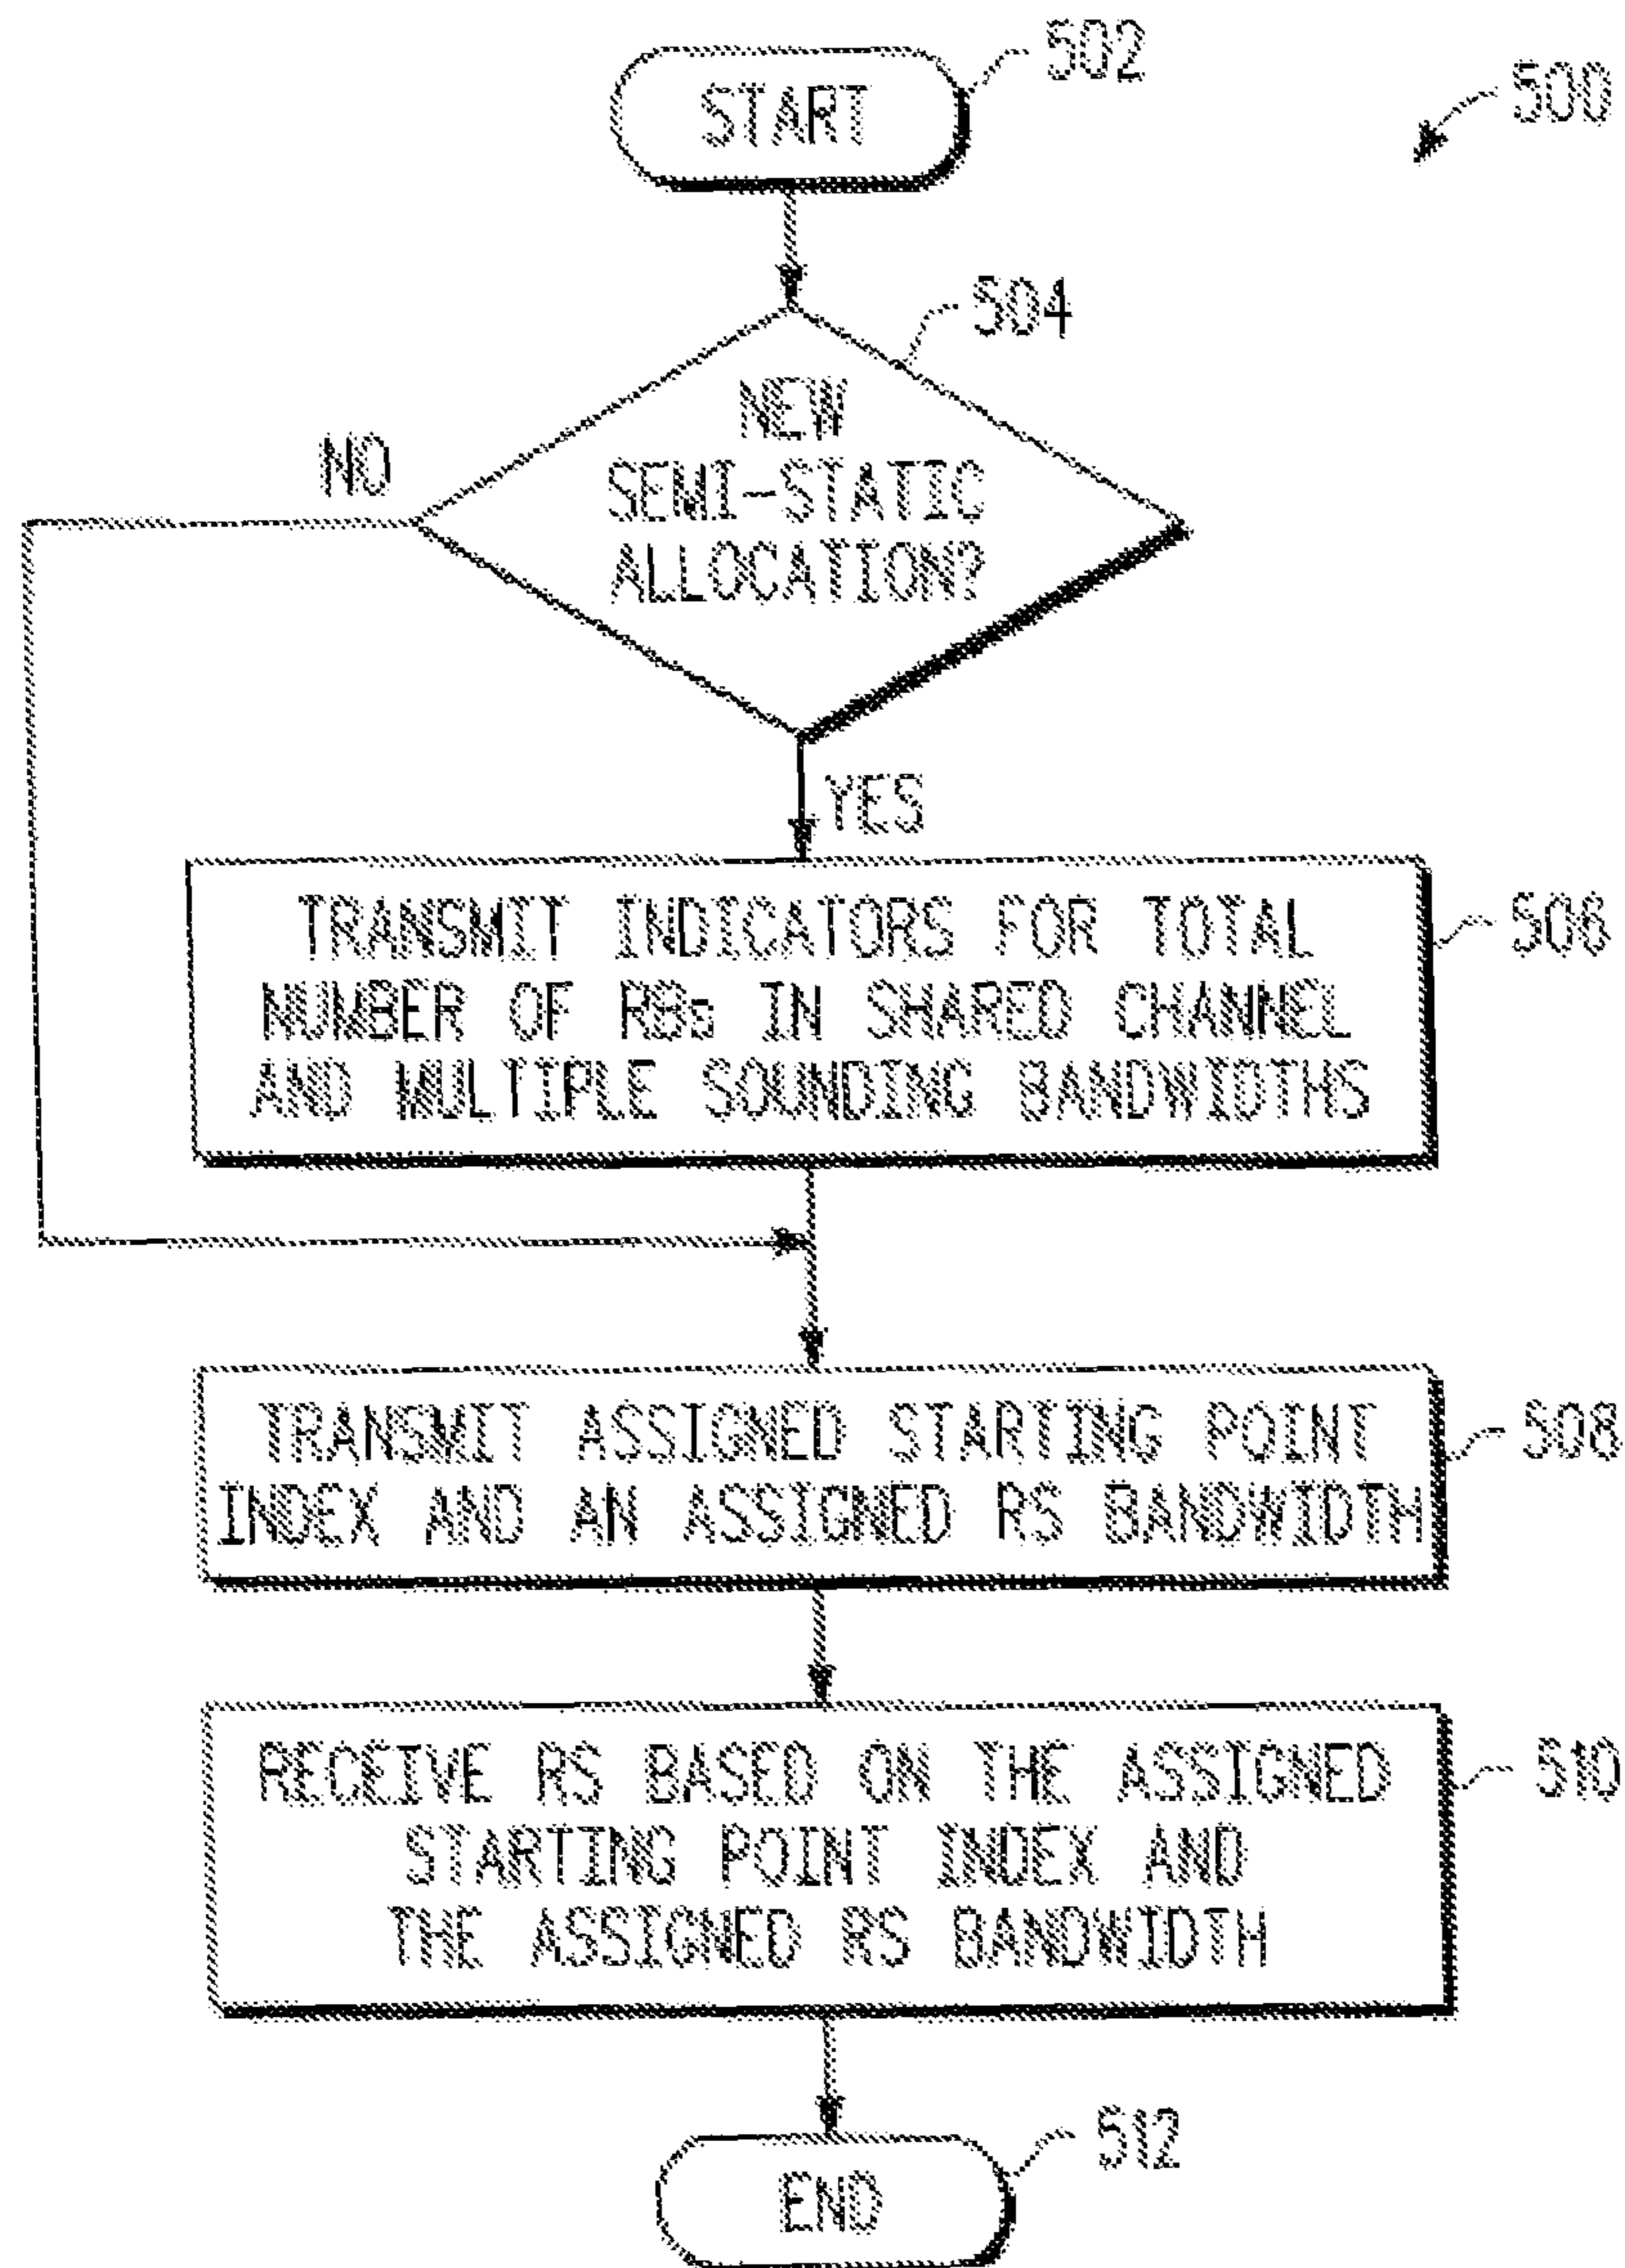 502
START
500
504
NEW
SEMI-STATIC
ALLOCATION?
NO
YES
TRANSMIT INDICATORS FOR TOTAL
NUMBER OF RBs IN SHARED CHANNEL
AND MULTIPLE SOUNDING BANDWIDTHS
506
TRANSMIT ASSIGNED STARTING POINT
INDEX AND AN ASSIGNED RS BANDWIDTH
508
RECEIVE RS BASED ON THE ASSIGNED
STARTING POINT INDEX AND
THE ASSIGNED RS BANDWIDTH
510
512
END